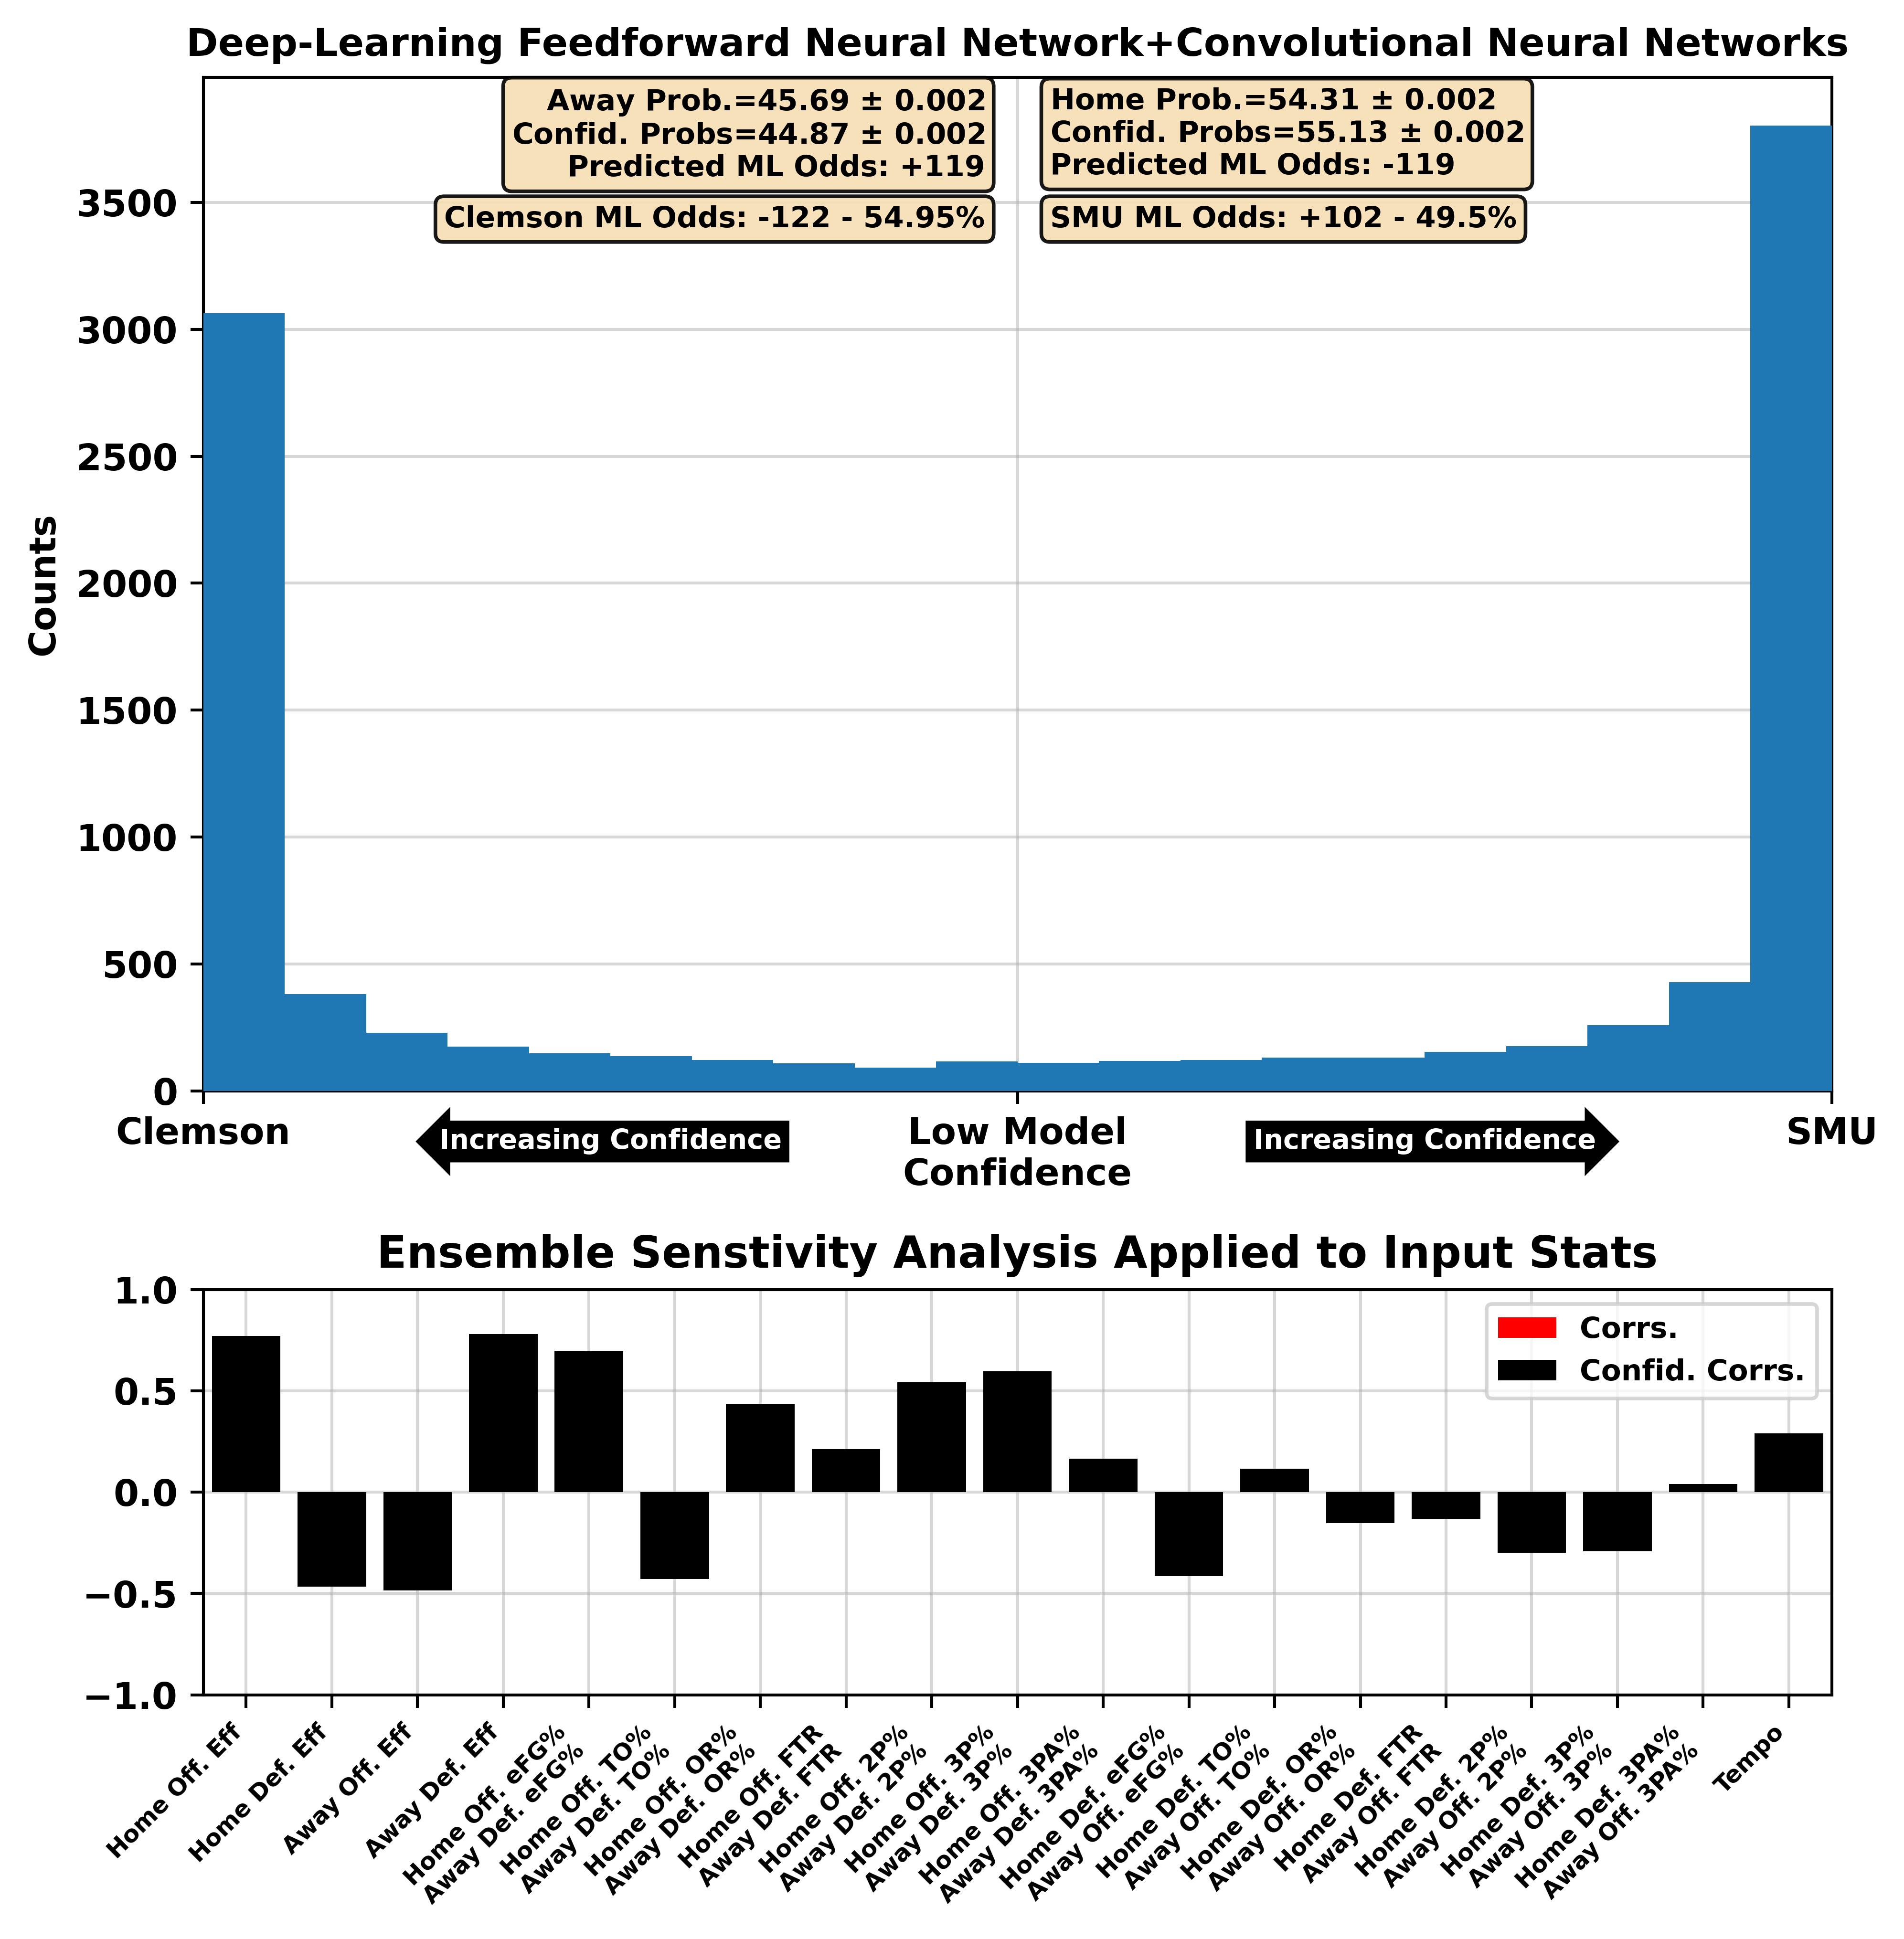 Deep-Learning Feedforward Neural Network+Convolutional Neural Networks
Away Prob.=45.69 ± 0.002
Confid. Probs=44.87 ± 0.002
Predicted ML Odds: +119
Clemson ML Odds: -122 - 54.95%
Home Prob.=54.31 ± 0.002
Confid. Probs=55.13 ± 0.002
Predicted ML Odds: -119
SMU ML Odds: +102 - 49.5%
Counts
3500
3000
2500
2000
1500
1000
500
0
Clemson
Increasing Confidence
Low Model
Confidence
Increasing Confidence
SMU
Ensemble Senstivity Analysis Applied to Input Stats
Corrs.
Confid. Corrs.
1.0
0.5
0.0
−0.5
−1.0
Home Off. Eff
Home Def. Eff
Away Off. Eff
Away Def. Eff
Home Off. eFG%
Away Def. eFG%
Home Off. TO%
Away Def. TO%
Home Off. OR%
Away Def. OR%
Home Off. FTR
Away Def. FTR
Home Off. 2P%
Away Def. 2P%
Home Off. 3P%
Away Def. 3P%
Home Off. 3PA%
Away Def. 3PA%
Home Def. eFG%
Away Off. eFG%
Home Def. TO%
Away Off. TO%
Home Def. OR%
Away Off. OR%
Home Def. FTR
Away Off. FTR
Home Def. 2P%
Away Off. 2P%
Home Def. 3P%
Away Off. 3P%
Home Def. 3PA%
Away Off. 3PA%
Tempo